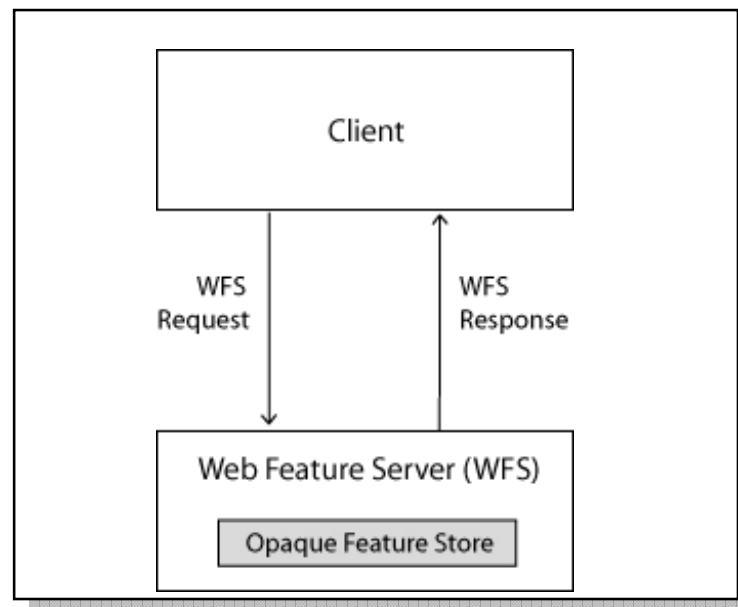 Client
WFS
Request
WFS
Response
Web Feature Server (WFS)
Opaque Feature Store